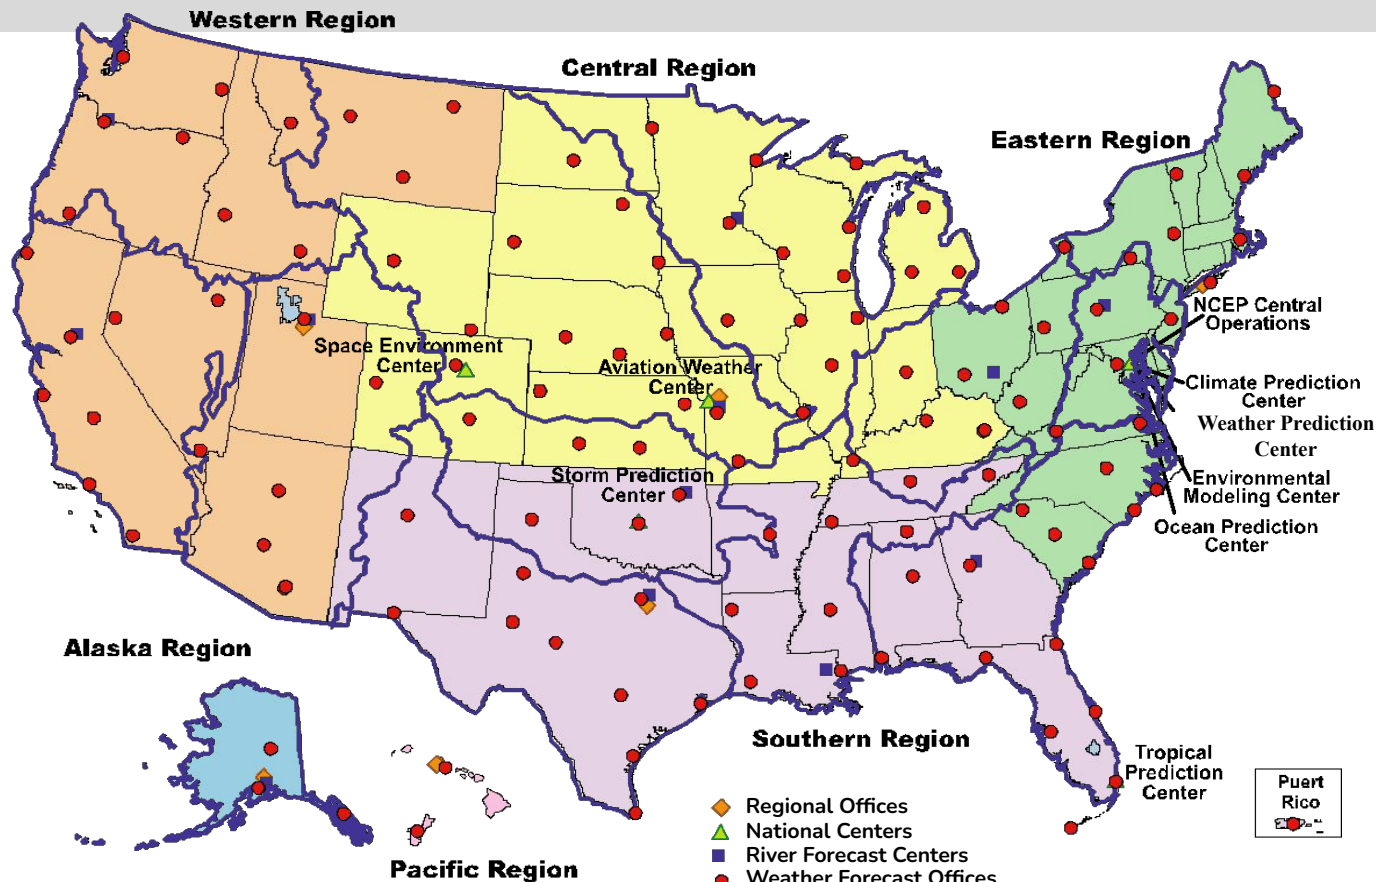 Western Region
Central Region
Eastern Region
NCEP Central
Operations
Space Environment
Center
Aviation Weather
Center
Climate Prediction
Center
Weather Prediction
Center
Storm Prediction
Center
Environmental
Modeling Center
Ocean Prediction
Center
Alaska Region
Southern Region
Tropical
Prediction
Center
Puert
Rico
Pacific Region
Regional Offices
National Centers
River Forecast Centers
Weather Forecast Offices